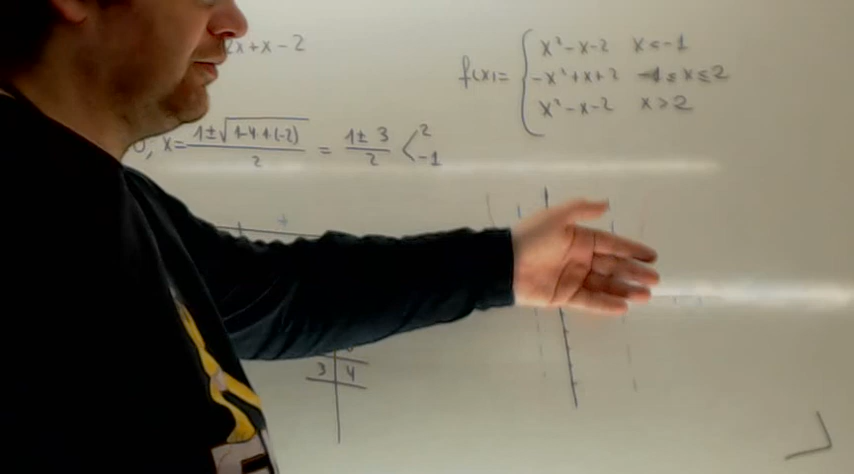 2x+x-2
f(x)= { x²-x-2 x≤-1
-x²+x+2 -1≤x≤2
x²-x-2 x>2
0; x= (1±√(1-4·1·(-2)))/2 = (1±3)/2 < 2
-1
+
3 | 4